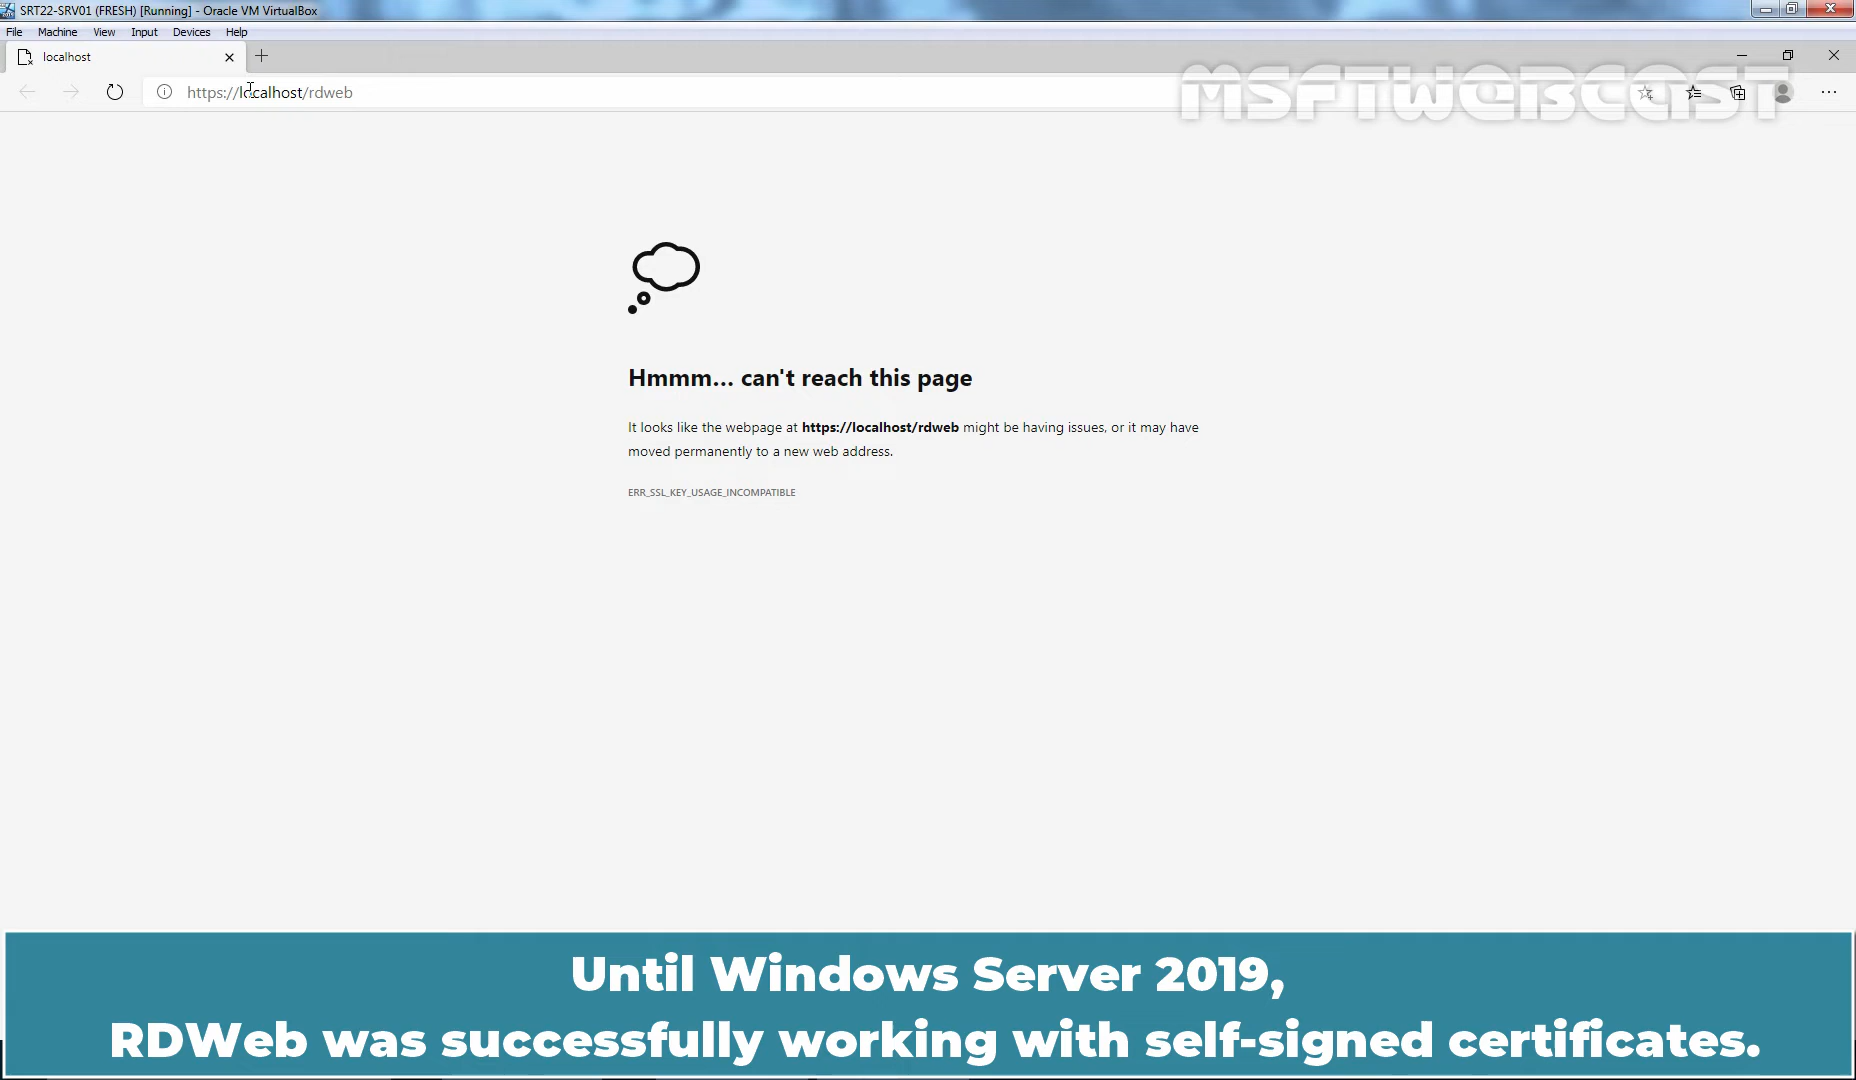 SRT22-SRV01 (FRESH) [Running] - Oracle VM VirtualBox
File Machine View Input Devices Help
localhost
https://localhost/rdweb
MSFTWEBCAST
Hmmm... can't reach this page
It looks like the webpage at https://localhost/rdweb might be having issues, or it may have
moved permanently to a new web address.
ERR_SSL_KEY_USAGE_INCOMPATIBLE
Until Windows Server 2019,
RDWeb was successfully working with self-signed certificates.